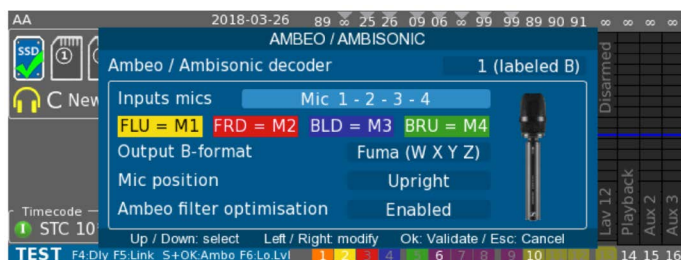 AA 2018-03-26 89 ∞ 25 26 09 06 ∞ 99 99 89 90 91 ∞ ∞ ∞ ∞
AMBEO / AMBISONIC
SSD 1 1
Ambeo / Ambisonic decoder 1 (labeled B)
Disarmed
C New
Inputs mics Mic 1 - 2 - 3 - 4
FLU = M1 FRD = M2 BLD = M3 BRU = M4
Output B-format Fuma (W X Y Z)
Mic position Upright
Ambeo filter optimisation Enabled
Timecode
STC 10
Lav 12
Playback
Aux 2
Aux 3
Up / Down: select Left / Right: modify Ok: Validate / Esc: Cancel
TEST F4:Dly F5:Link S+OK:Ambo F6:Lo.Lvl 1 2 3 4 5 6 7 8 9 10 14 15 16